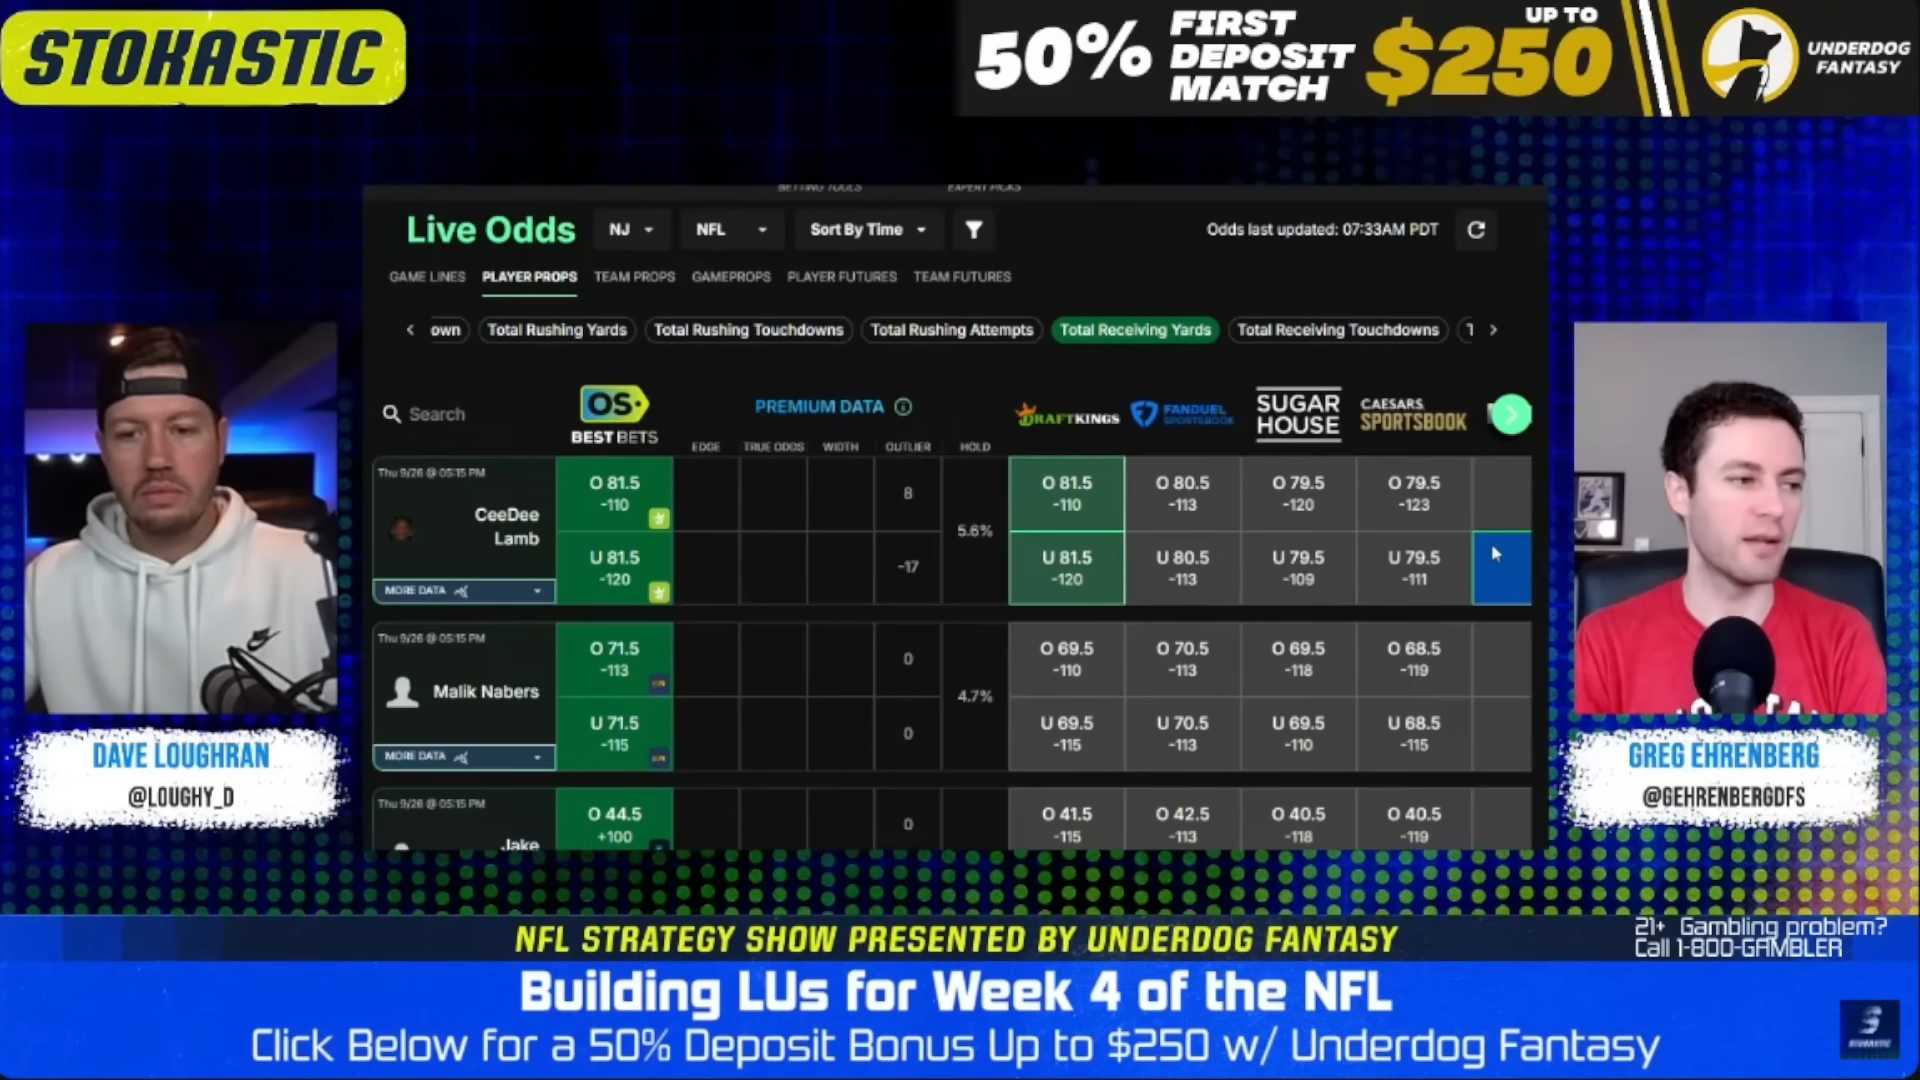 STOKASTIC
50% FIRST DEPOSIT MATCH UP TO $250
UNDERDOG FANTASY
BETTING TOOLS EXPERT PICKS
Live Odds NJ NFL Sort By Time Odds last updated: 07:33AM PDT
GAME LINES PLAYER PROPS TEAM PROPS GAMEPROPS PLAYER FUTURES TEAM FUTURES
own Total Rushing Yards Total Rushing Touchdowns Total Rushing Attempts Total Receiving Yards Total Receiving Touchdowns
Search OS BEST BETS PREMIUM DATA DRAFTKINGS FANDUEL SPORTSBOOK SUGAR HOUSE CAESARS SPORTSBOOK
EDGE TRUE ODDS WIDTH OUTLIER HOLD
Thu 9/26 @ 05:15 PM
CeeDee Lamb
O 81.5 8 O 81.5 O 80.5 O 79.5 O 79.5
-110 -110 -113 -120 -123
5.6%
U 81.5 -17 U 81.5 U 80.5 U 79.5 U 79.5
-120 -120 -113 -109 -111
MORE DATA
Thu 9/26 @ 05:15 PM
Malik Nabers
O 71.5 0 O 69.5 O 70.5 O 69.5 O 68.5
-113 -110 -113 -118 -119
4.7%
U 71.5 0 U 69.5 U 70.5 U 69.5 U 68.5
-115 -115 -113 -110 -115
MORE DATA
Thu 9/26 @ 05:15 PM
Jake
O 44.5 0 O 41.5 O 42.5 O 40.5 O 40.5
+100 -115 -113 -118 -119
DAVE LOUGHRAN
@LOUGHY_D
GREG EHRENBERG
@GEHRENBERGDFS
NFL STRATEGY SHOW PRESENTED BY UNDERDOG FANTASY
21+ Gambling problem?
Call 1-800-GAMBLER
Building LUs for Week 4 of the NFL
Click Below for a 50% Deposit Bonus Up to $250 w/ Underdog Fantasy
STOKASTIC